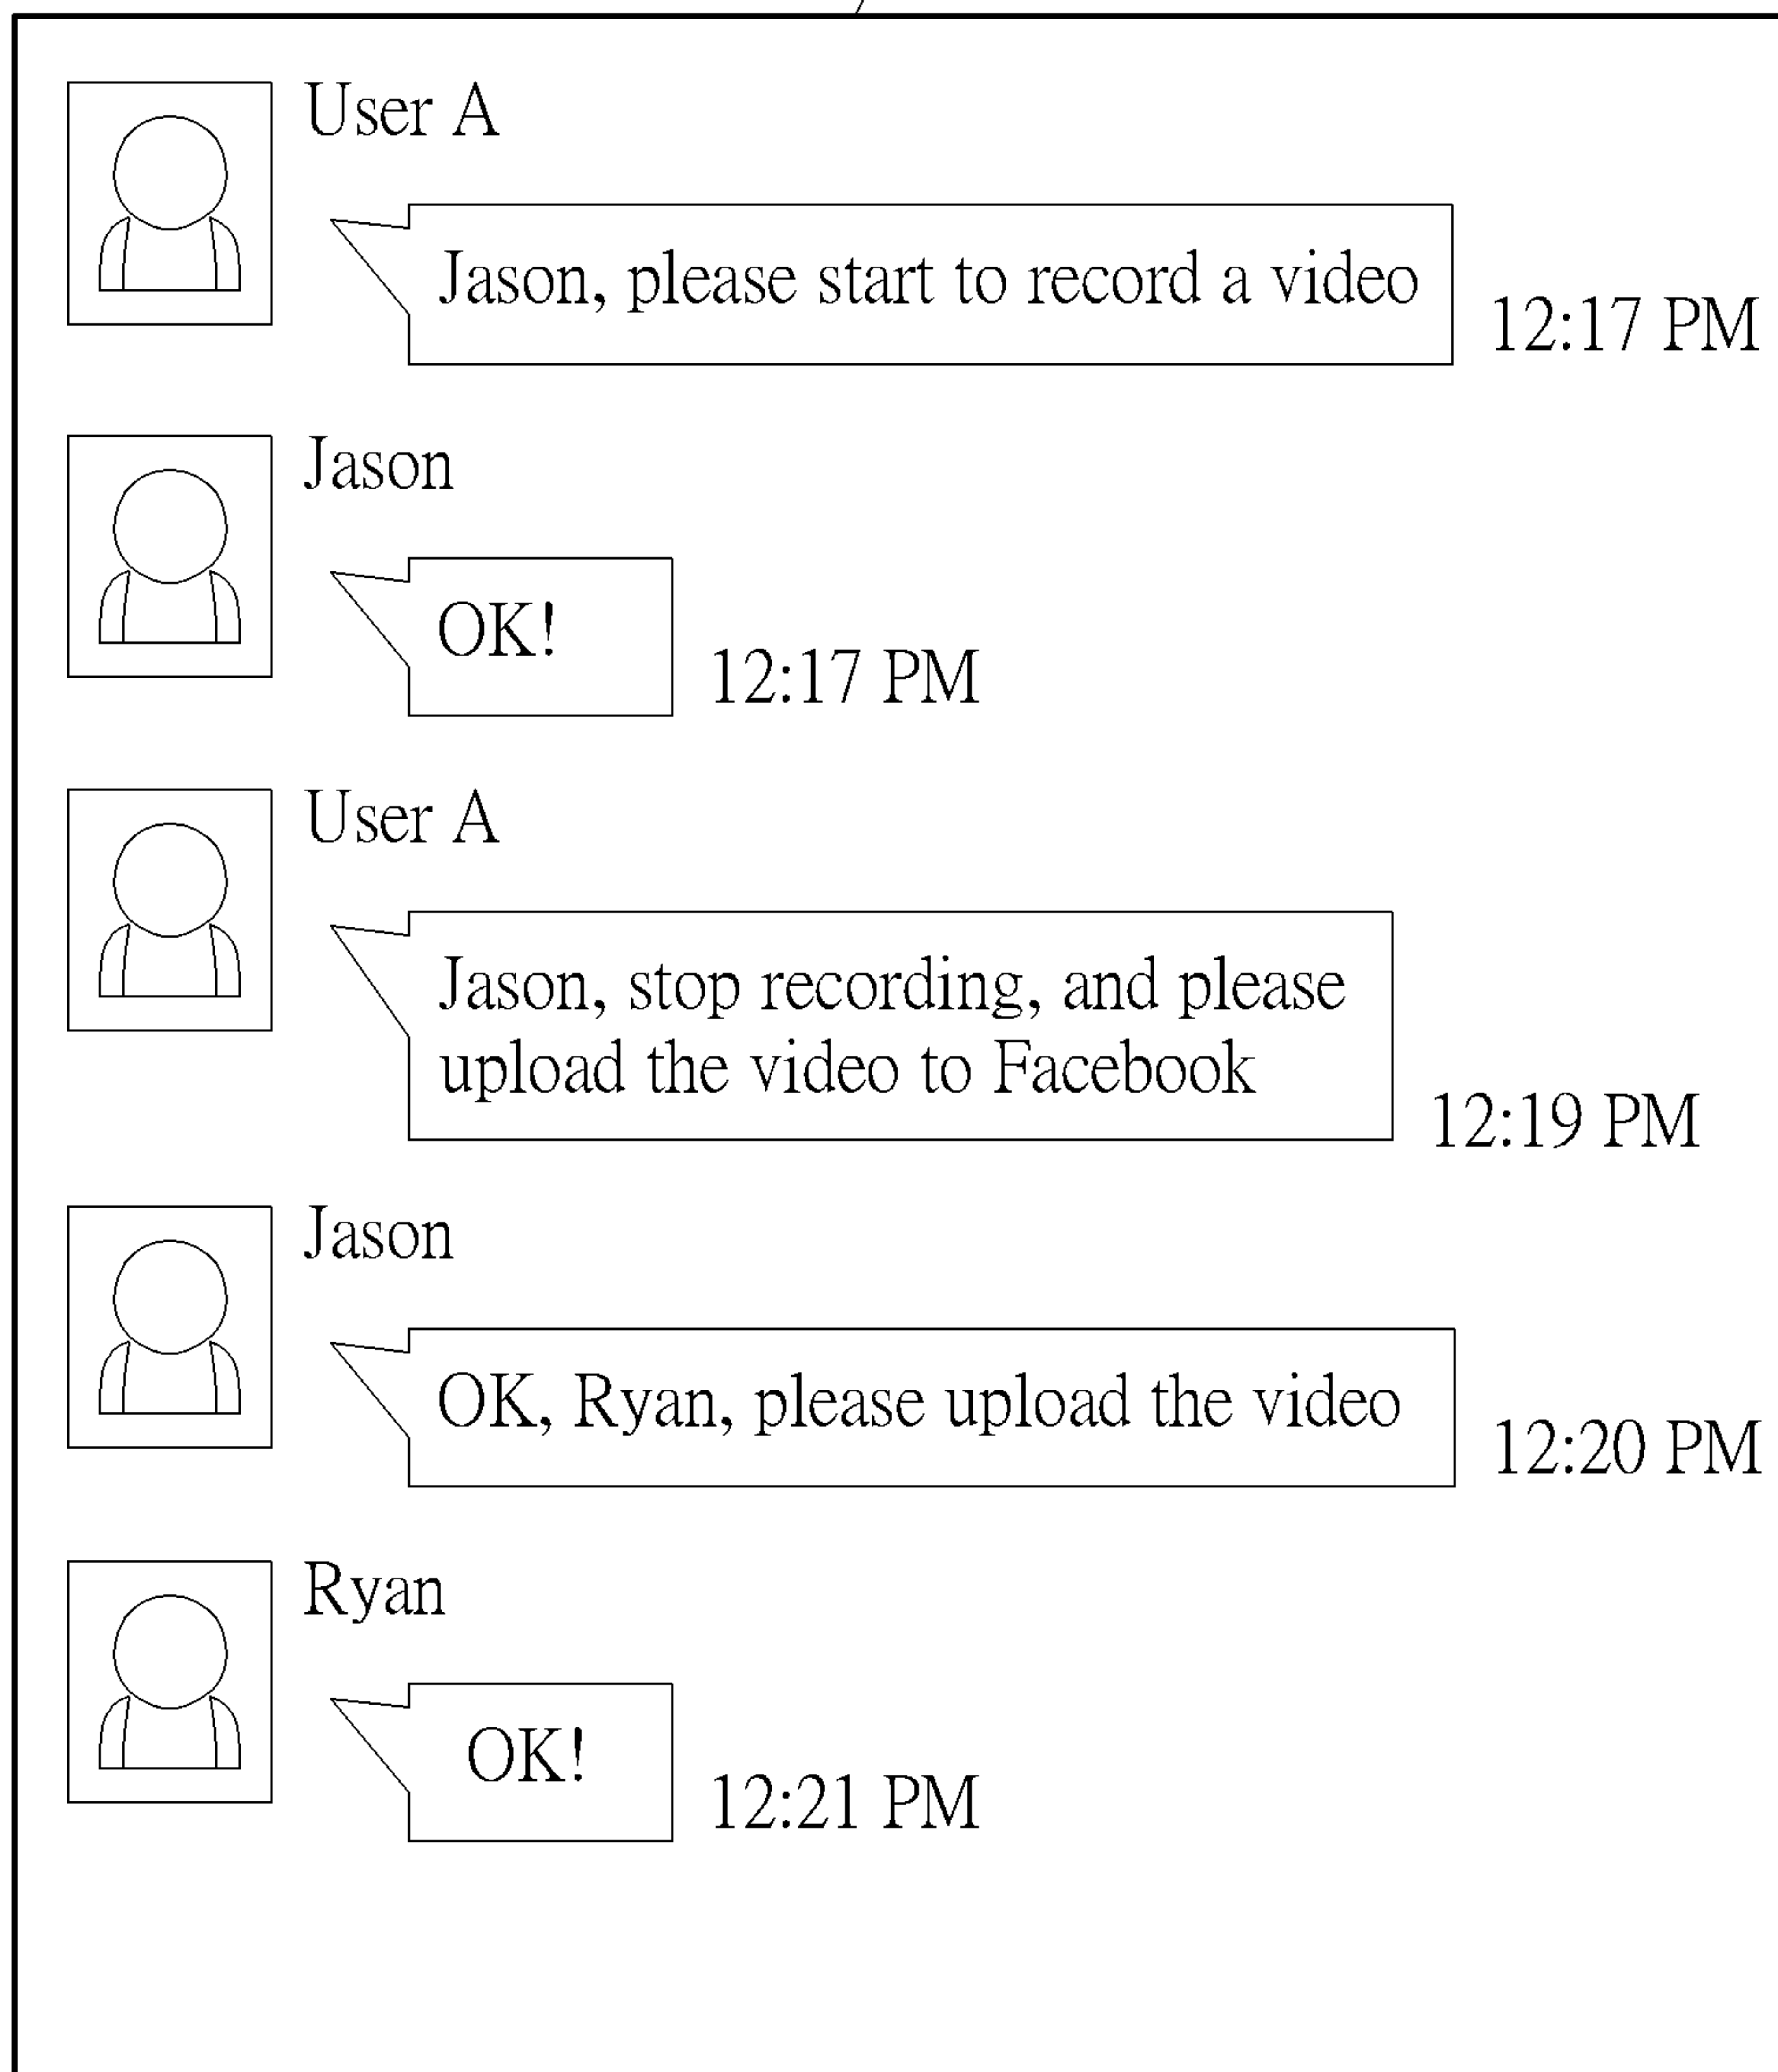 User A
Jason, please start to record a video
12:17 PM
Jason
OK!
12:17 PM
User A
Jason, stop recording, and please
upload the video to Facebook
12:19 PM
Jason
OK, Ryan, please upload the video
12:20 PM
Ryan
OK!
12:21 PM